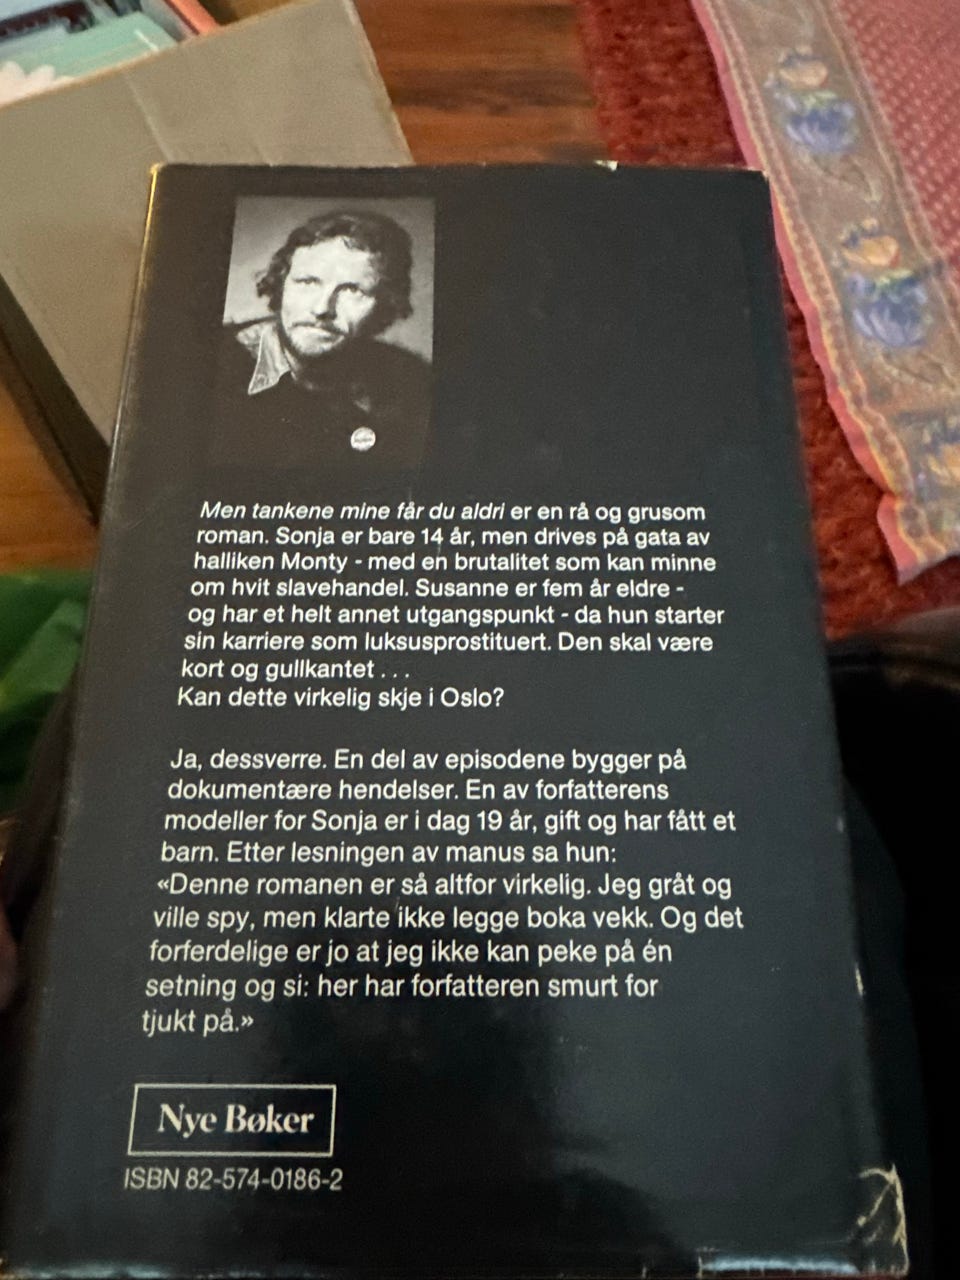 Men tankene mine får du aldri er en rå og grusom
roman. Sonja er bare 14 år, men drives på gata av
halliken Monty - med en brutalitet som kan minne
om hvit slavehandel. Susanne er fem år eldre -
og har et helt annet utgangspunkt - da hun starter
sin karriere som luksusprostituert. Den skal være
kort og gullkantet . . .
Kan dette virkelig skje i Oslo?
Ja, dessverre. En del av episodene bygger på
dokumentære hendelser. En av forfatterens
modeller for Sonja er i dag 19 år, gift og har fått et
barn. Etter lesningen av manus sa hun:
«Denne romanen er så altfor virkelig. Jeg gråt og
ville spy, men klarte ikke legge boka vekk. Og det
forferdelige er jo at jeg ikke kan peke på én
setning og si: her har forfatteren smurt for
tjukt på.»
Nye Bøker
ISBN 82-574-0186-2